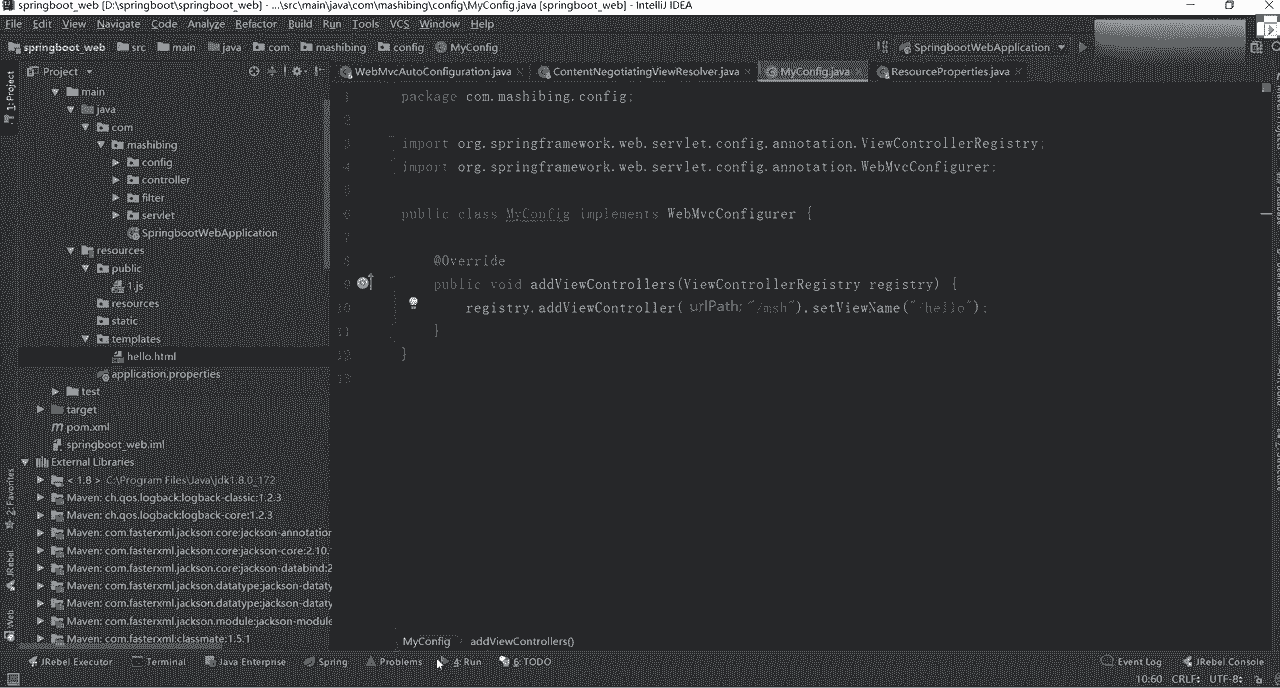 springboot_web [D:\springboot\springboot_web] - ...\src\main\java\com\mashibing\config\MyConfig.java [springboot_web] - IntelliJ IDEA
File Edit View Navigate Code Analyze Refactor Build Run Tools VCS Window Help
springboot_web src main java com mashibing config MyConfig SpringbootWebApplication
1: Project
Project
WebMvcAutoConfiguration.java ContentNegotiatingViewResolver.java MyConfig.java ResourceProperties.java
main
java
com
mashibing
config
controller
filter
servlet
SpringbootWebApplication
resources
public
1.js
resources
static
templates
hello.html
application.properties
test
target
pom.xml
springboot_web.iml
External Libraries
< 1.8 > C:\Program Files\Java\jdk1.8.0_172
Maven: ch.qos.logback:logback-classic:1.2.3
Maven: ch.qos.logback:logback-core:1.2.3
Maven: com.fasterxml.jackson.core:jackson-annotation
Maven: com.fasterxml.jackson.core:jackson-core:2.10.
Maven: com.fasterxml.jackson.core:jackson-databind:2
Maven: com.fasterxml.jackson.datatype:jackson-dataty
Maven: com.fasterxml.jackson.datatype:jackson-dataty
Maven: com.fasterxml.jackson.module:jackson-module
Maven: com.fasterxml:classmate:1.5.1
1 package com.mashibing.config;
2
3 import org.springframework.web.servlet.config.annotation.ViewControllerRegistry;
4 import org.springframework.web.servlet.config.annotation.WebMvcConfigurer;
5
6 public class MyConfig implements WebMvcConfigurer {
7
8 @Override
9 public void addViewControllers(ViewControllerRegistry registry) {
10 registry.addViewController( urlPath: "/msh").setViewName("/hello");
11 }
12 }
13
MyConfig addViewControllers()
2: Favorites
JRebel
Web
JRebel Executor Terminal Java Enterprise Spring Problems 4: Run 6: TODO Event Log JRebel Console
10:60 CRLF: UTF-8: